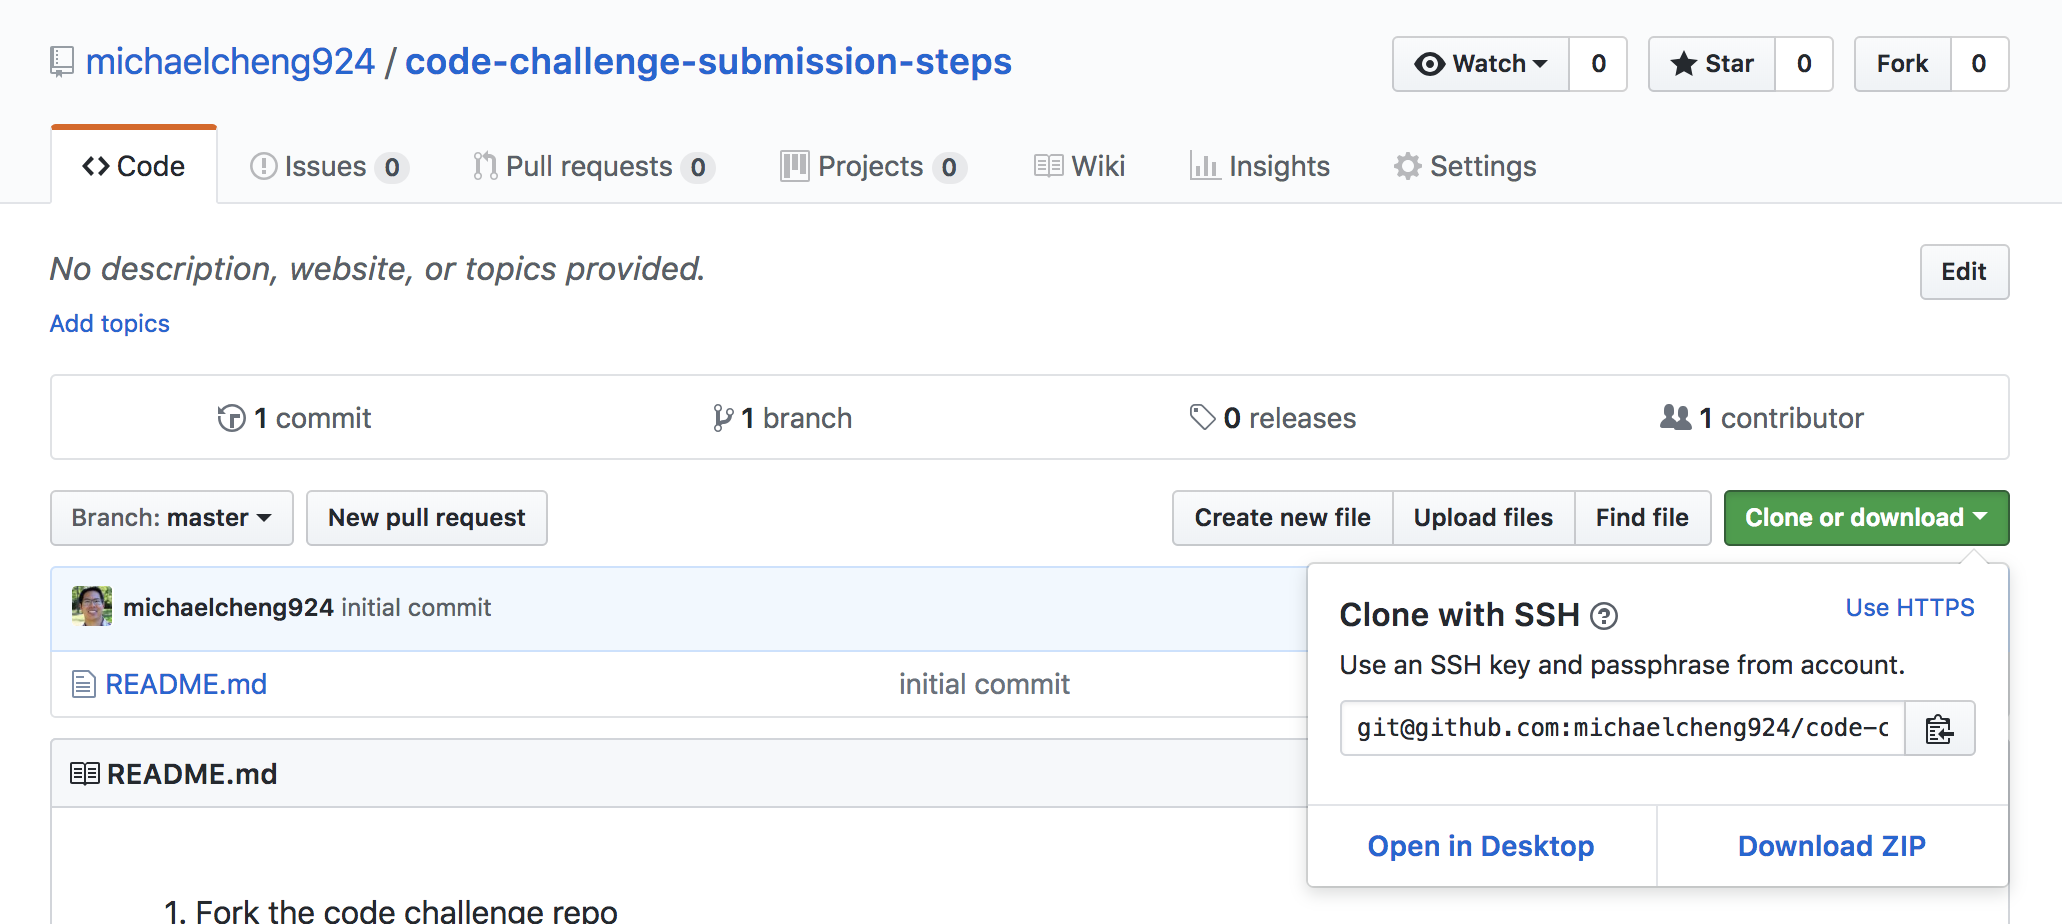 michaelcheng924 / code-challenge-submission-steps
Watch 0 Star 0 Fork 0
Code Issues 0 Pull requests 0 Projects 0 Wiki Insights Settings
No description, website, or topics provided.
Edit
Add topics
1 commit 1 branch 0 releases 1 contributor
Branch: master New pull request Create new file Upload files Find file Clone or download
michaelcheng924 initial commit
README.md initial commit
Clone with SSH ? Use HTTPS
Use an SSH key and passphrase from account.
git@github.com:michaelcheng924/code-c
Open in Desktop Download ZIP
README.md
1. Fork the code challenge repo